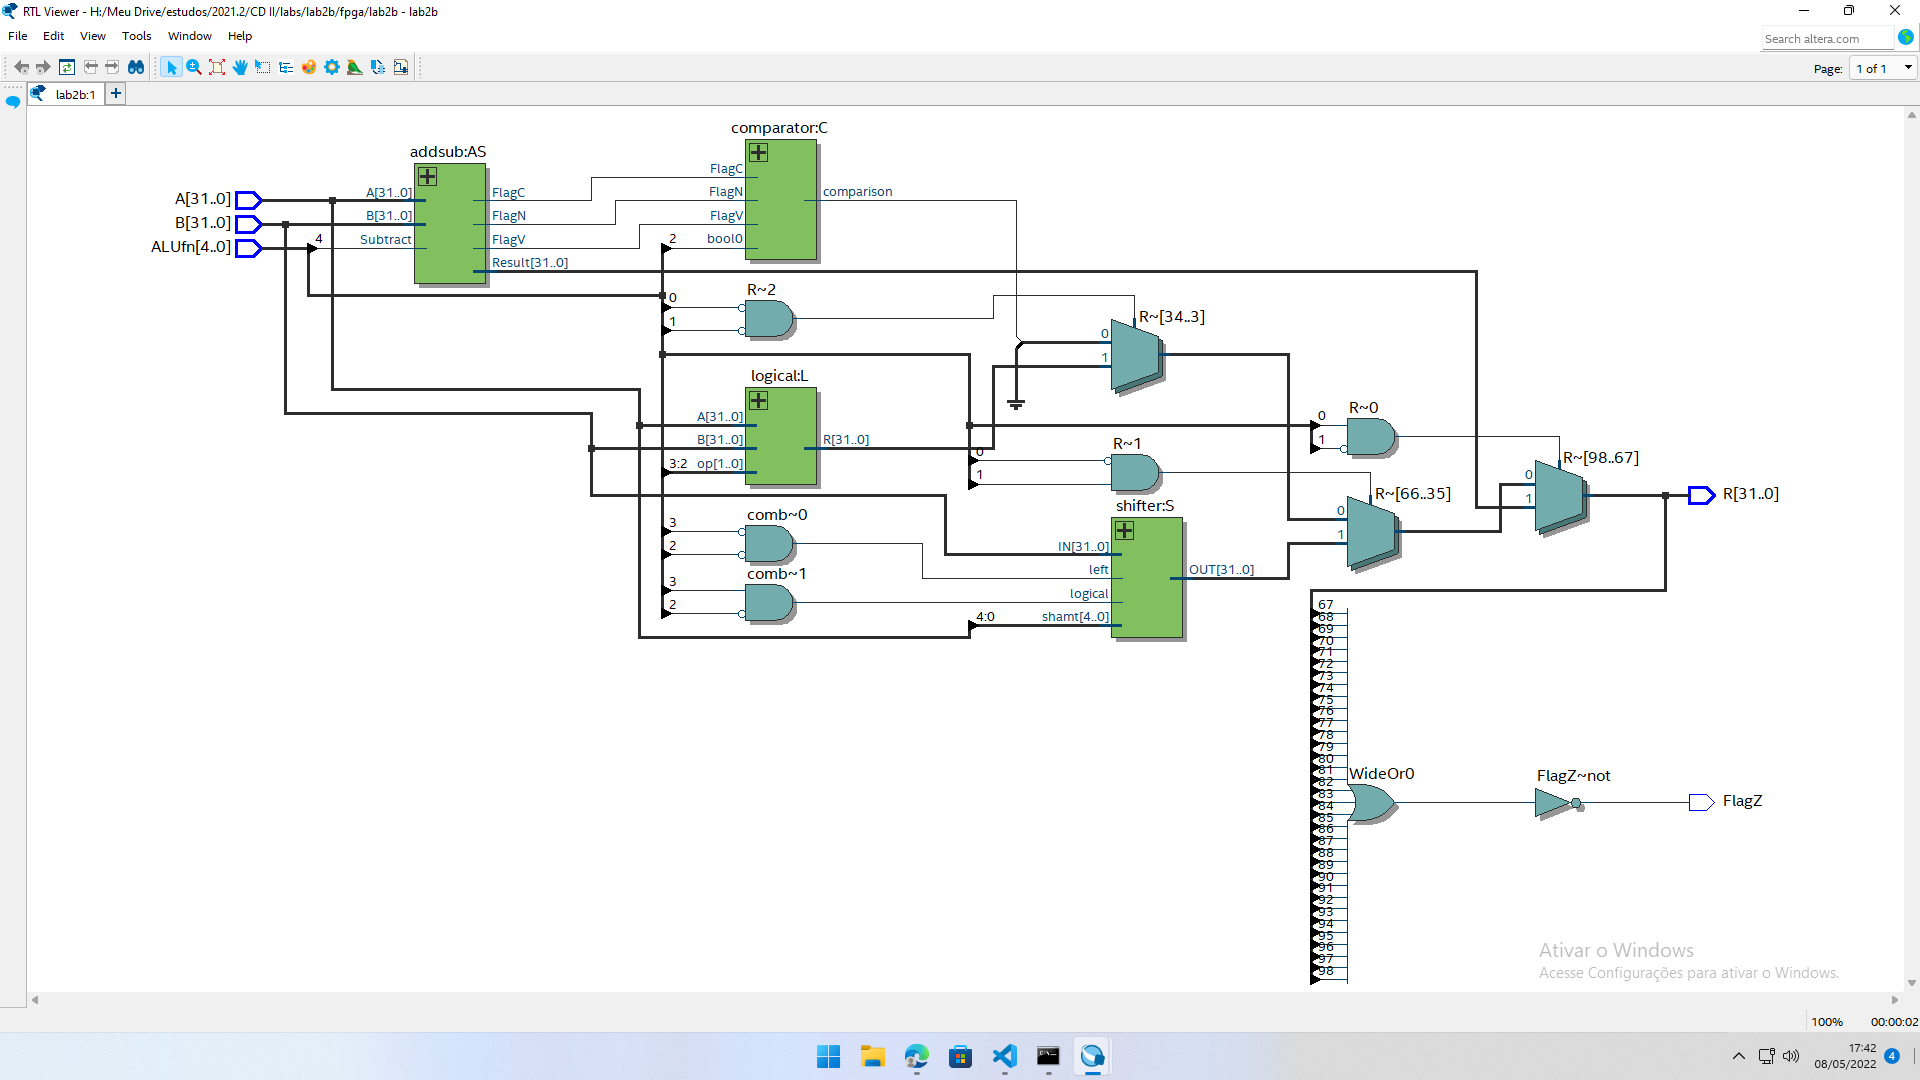 RTL Viewer - H:/Meu Drive/estudos/2021.2/CD II/labs/lab2b/fpga/lab2b - lab2b
File Edit View Tools Window Help
Search altera.com
Page: 1 of 1
lab2b:1
comparator:C
addsub:AS
FlagC
A[31..0]
A[31..0]
FlagC
FlagN
comparison
B[31..0]
B[31..0]
FlagN
FlagV
ALUfn[4..0]
4
Subtract
FlagV
2
bool0
Result[31..0]
R~2
0
1
R~[34..3]
0
1
logical:L
A[31..0]
B[31..0]
R[31..0]
3:2
op[1..0]
R~0
0
1
R~1
0
1
R~[98..67]
0
1
R~[66..35]
0
1
R[31..0]
shifter:S
comb~0
3
2
IN[31..0]
left
OUT[31..0]
comb~1
3
2
logical
4:0
shamt[4..0]
67
68
69
70
71
72
73
74
75
76
77
78
79
80
81
82
83
84
85
86
87
88
89
90
91
92
93
94
95
96
97
98
WideOr0
FlagZ~not
FlagZ
Ativar o Windows
Acesse Configurações para ativar o Windows.
100% 00:00:02
17:42
08/05/2022
4